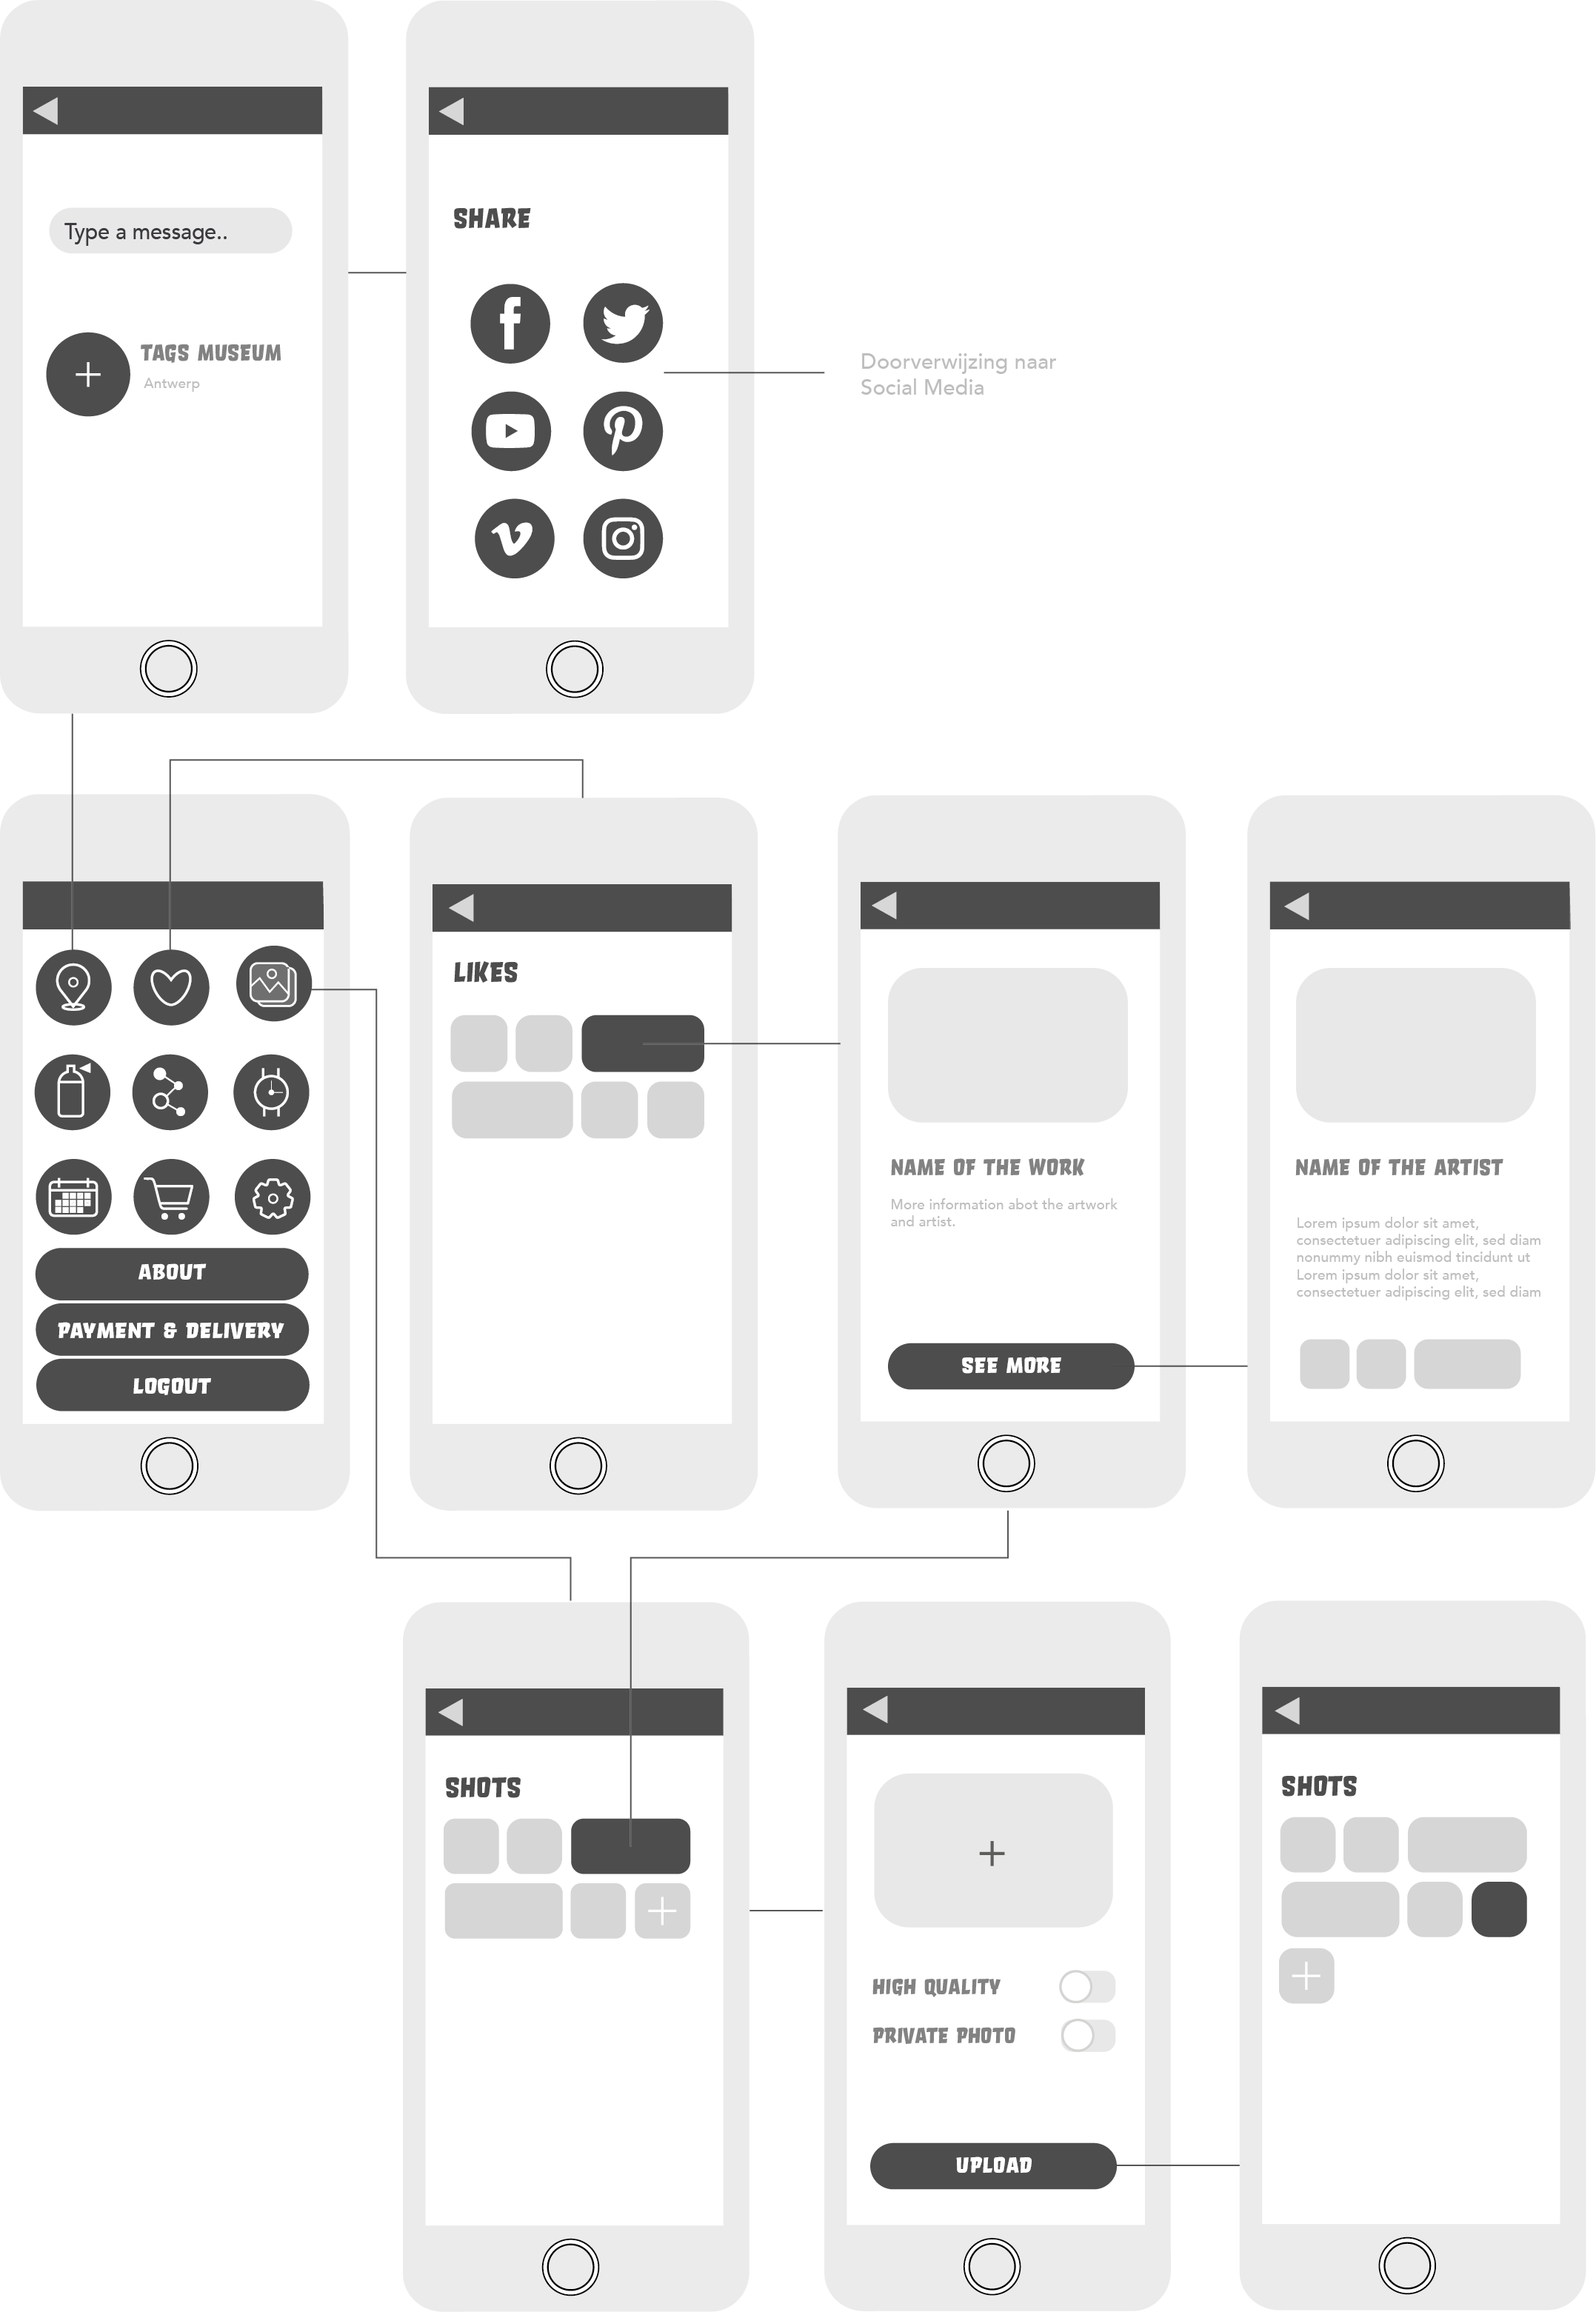 Type a message..
TAGS MUSEUM
Antwerp
SHARE
Doorverwijzing naar
Social Media
ABOUT
PAYMENT & DELIVERY
LOGOUT
LIKES
NAME OF THE WORK
More information abot the artwork
and artist.
SEE MORE
NAME OF THE ARTIST
Lorem ipsum dolor sit amet,
consectetuer adipiscing elit, sed diam
nonummy nibh euismod tincidunt ut
Lorem ipsum dolor sit amet,
consectetuer adipiscing elit, sed diam
SHOTS
HIGH QUALITY
PRIVATE PHOTO
UPLOAD
SHOTS